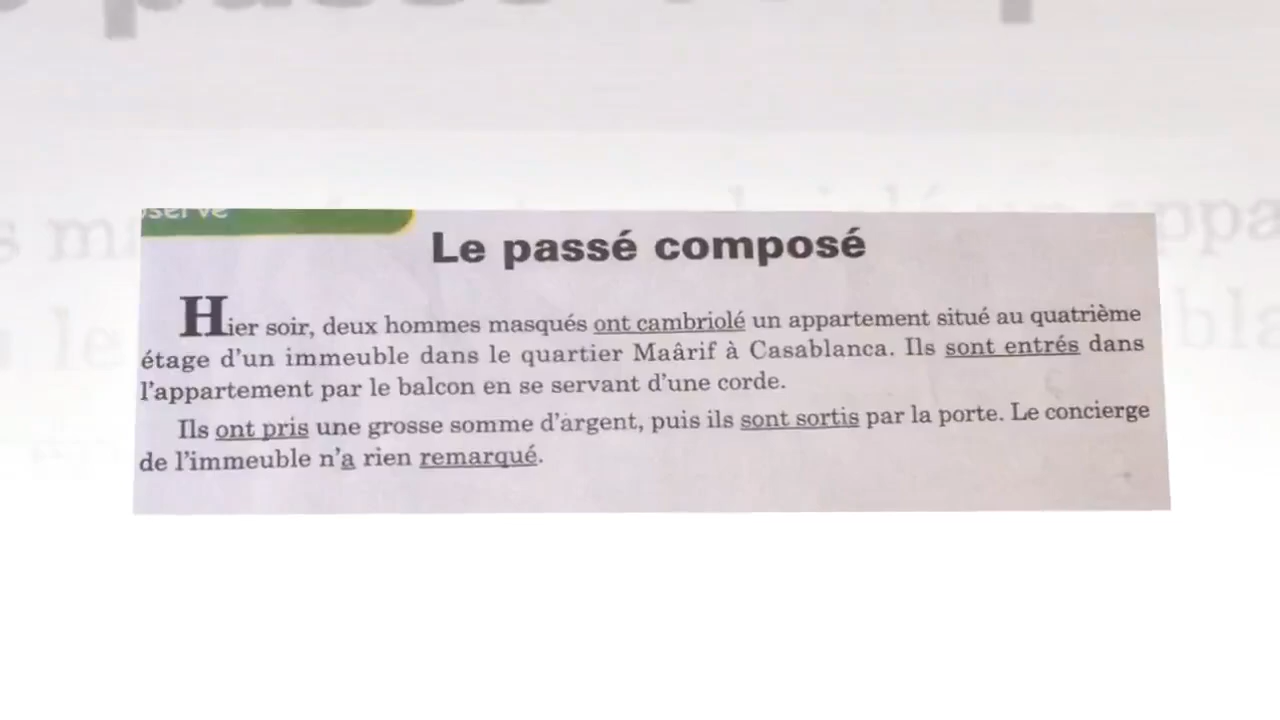 Le passé composé
Hier soir, deux hommes masqués ont cambriolé un appartement situé au quatrième
étage d'un immeuble dans le quartier Maârif à Casablanca. Ils sont entrés dans
l'appartement par le balcon en se servant d'une corde.
Ils ont pris une grosse somme d'argent, puis ils sont sortis par la porte. Le concierge
de l'immeuble n'a rien remarqué.